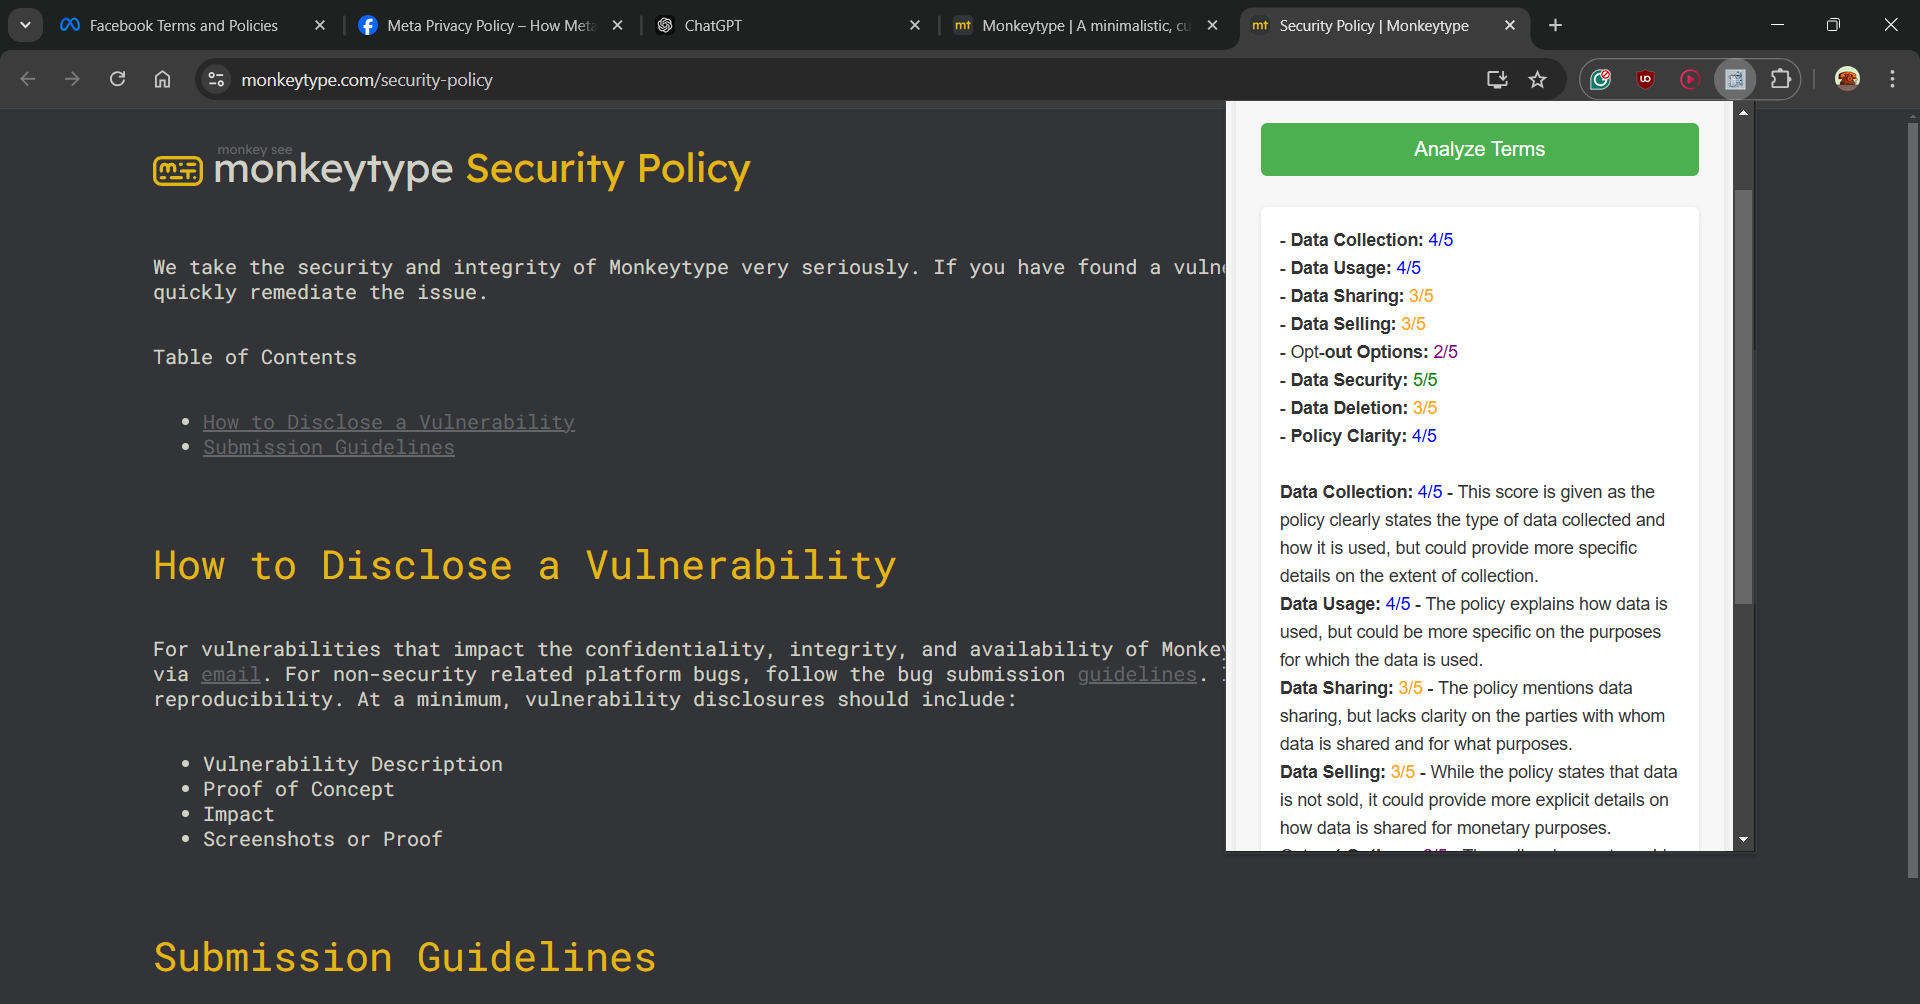 Facebook Terms and Policies
Meta Privacy Policy – How Meta
ChatGPT
mt Monkeytype | A minimalistic, cu
mt Security Policy | Monkeytype
monkeytype.com/security-policy
monkey see
mt monkeytype Security Policy
We take the security and integrity of Monkeytype very seriously. If you have found a vulne
quickly remediate the issue.
Table of Contents
• How to Disclose a Vulnerability
• Submission Guidelines
How to Disclose a Vulnerability
For vulnerabilities that impact the confidentiality, integrity, and availability of Monkey
via email. For non-security related platform bugs, follow the bug submission guidelines.
reproducibility. At a minimum, vulnerability disclosures should include:
• Vulnerability Description
• Proof of Concept
• Impact
• Screenshots or Proof
Submission Guidelines
Analyze Terms
- Data Collection: 4/5
- Data Usage: 4/5
- Data Sharing: 3/5
- Data Selling: 3/5
- Opt-out Options: 2/5
- Data Security: 5/5
- Data Deletion: 3/5
- Policy Clarity: 4/5
Data Collection: 4/5 - This score is given as the
policy clearly states the type of data collected and
how it is used, but could provide more specific
details on the extent of collection.
Data Usage: 4/5 - The policy explains how data is
used, but could be more specific on the purposes
for which the data is used.
Data Sharing: 3/5 - The policy mentions data
sharing, but lacks clarity on the parties with whom
data is shared and for what purposes.
Data Selling: 3/5 - While the policy states that data
is not sold, it could provide more explicit details on
how data is shared for monetary purposes.